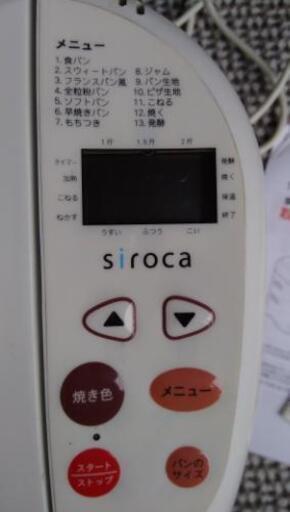 メニュー
1. 食パン
2. スウィートパン
3. フランスパン風
4. 全粒粉パン
5. ソフトパン
6. 早焼きパン
7. もちつき
8. ジャム
9. パン生地
10. ピザ生地
11. こねる
12. 焼く
13. 発酵
1斤 1.5斤 2斤
タイマー
加熱
こねる
ねかす
発酵
焼く
保温
終了
うすい ふつう こい
siroca
焼き色
メニュー
スタート
ストップ
パンの
サイズ